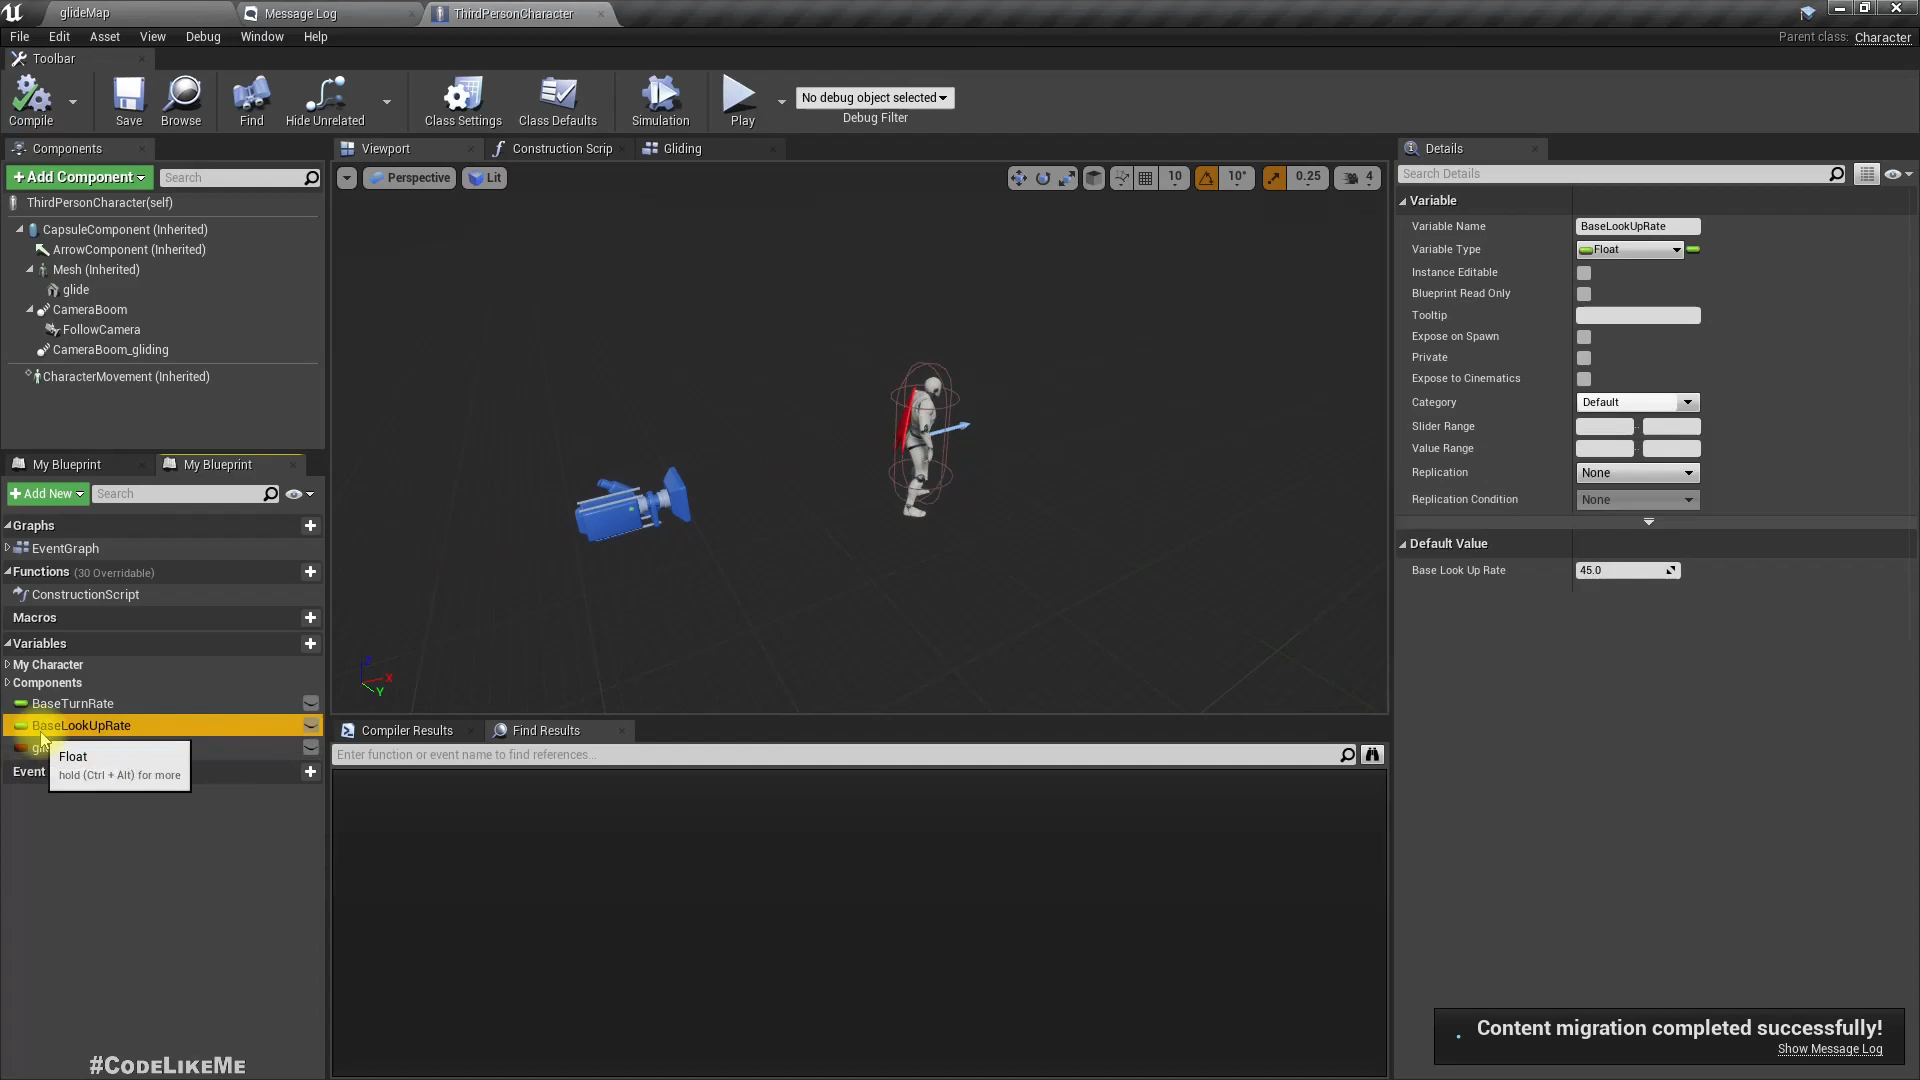 glideMap
Message Log
ThirdPersonCharacter
File Edit Asset View Debug Window Help
Parent class: Character
Toolbar
Compile
Save
Browse
Find
Hide Unrelated
Class Settings
Class Defaults
Simulation
Play
No debug object selected
Debug Filter
Components
+Add Component
Search
ThirdPersonCharacter(self)
CapsuleComponent (Inherited)
ArrowComponent (Inherited)
Mesh (Inherited)
glide
CameraBoom
FollowCamera
CameraBoom_gliding
CharacterMovement (Inherited)
My Blueprint
My Blueprint
+Add New
Search
Graphs
EventGraph
Functions (30 Overridable)
ConstructionScript
Macros
Variables
My Character
Components
BaseTurnRate
BaseLookUpRate
Float
hold (Ctrl + Alt) for more
Event
Viewport
Construction Scrip
Gliding
Perspective
Lit
10
10°
0.25
4
Z
X
Y
Compiler Results
Find Results
Enter function or event name to find references...
Details
Search Details
Variable
Variable Name BaseLookUpRate
Variable Type Float
Instance Editable
Blueprint Read Only
Tooltip
Expose on Spawn
Private
Expose to Cinematics
Category Default
Slider Range
Value Range
Replication None
Replication Condition None
Default Value
Base Look Up Rate 45.0
Content migration completed successfully!
Show Message Log
#CODELIKEME